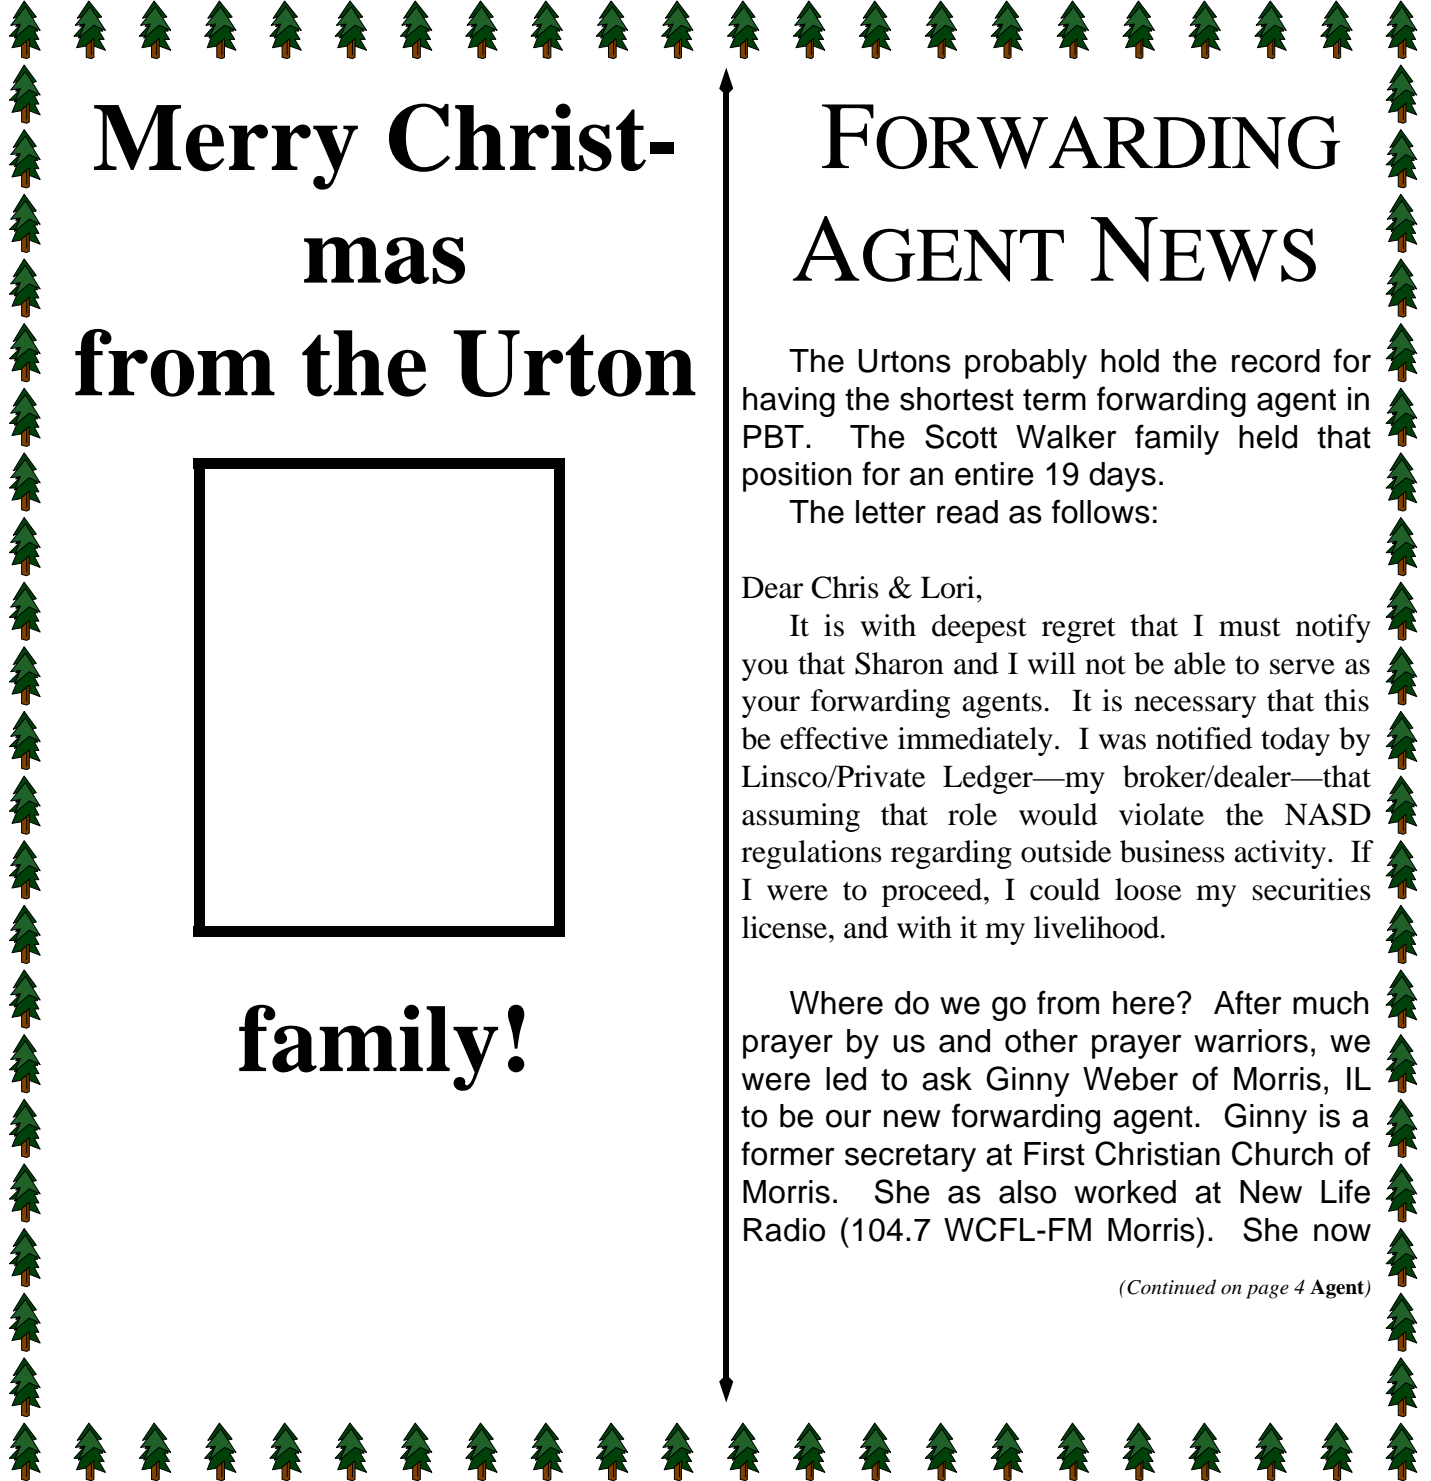 Merry Christ-
mas
from the Urton
family!
FORWARDING
AGENT NEWS
The Urtons probably hold the record for
having the shortest term forwarding agent in
PBT.  The Scott Walker family held that
position for an entire 19 days.
The letter read as follows:
Dear Chris & Lori,
It is with deepest regret that I must notify
you that Sharon and I will not be able to serve as
your forwarding agents.  It is necessary that this
be effective immediately.  I was notified today by
Linsco/Private Ledger—my broker/dealer—that
assuming that role would violate the NASD
regulations regarding outside business activity.  If
I were to proceed, I could loose my securities
license, and with it my livelihood.
Where do we go from here?  After much
prayer by us and other prayer warriors, we
were led to ask Ginny Weber of Morris, IL
to be our new forwarding agent.  Ginny is a
former secretary at First Christian Church of
Morris.  She as also worked at New Life
Radio (104.7 WCFL-FM Morris).  She now
(Continued on page 4 Agent)